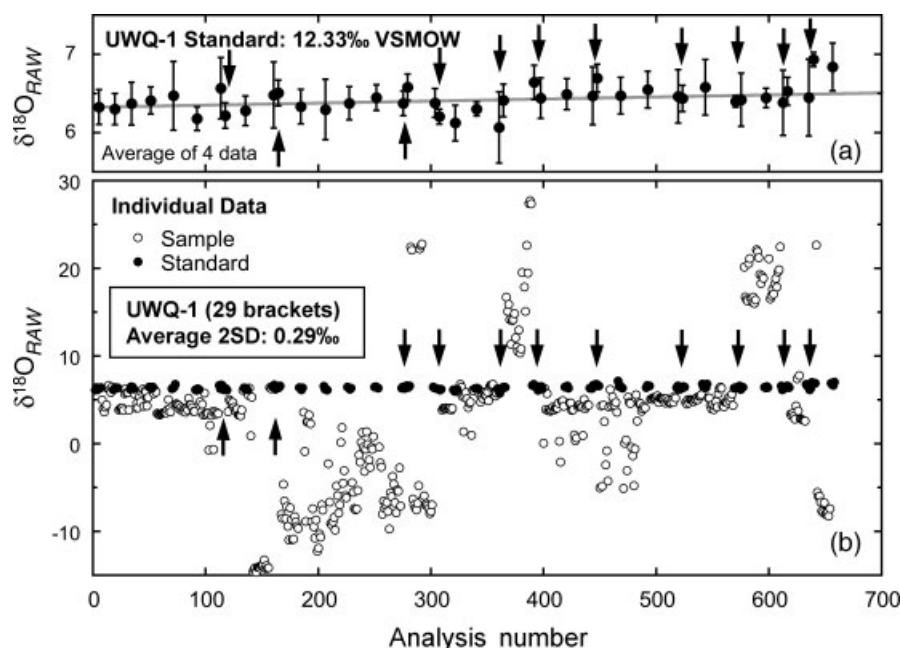 UWQ-1 Standard: 12.33‰ VSMOW
7
6
δ18ORAW
Average of 4 data
(a)
30
20
10
0
-10
δ18ORAW
Individual Data
Sample
Standard
UWQ-1 (29 brackets)
Average 2SD: 0.29‰
(b)
0 100 200 300 400 500 600 700
Analysis number